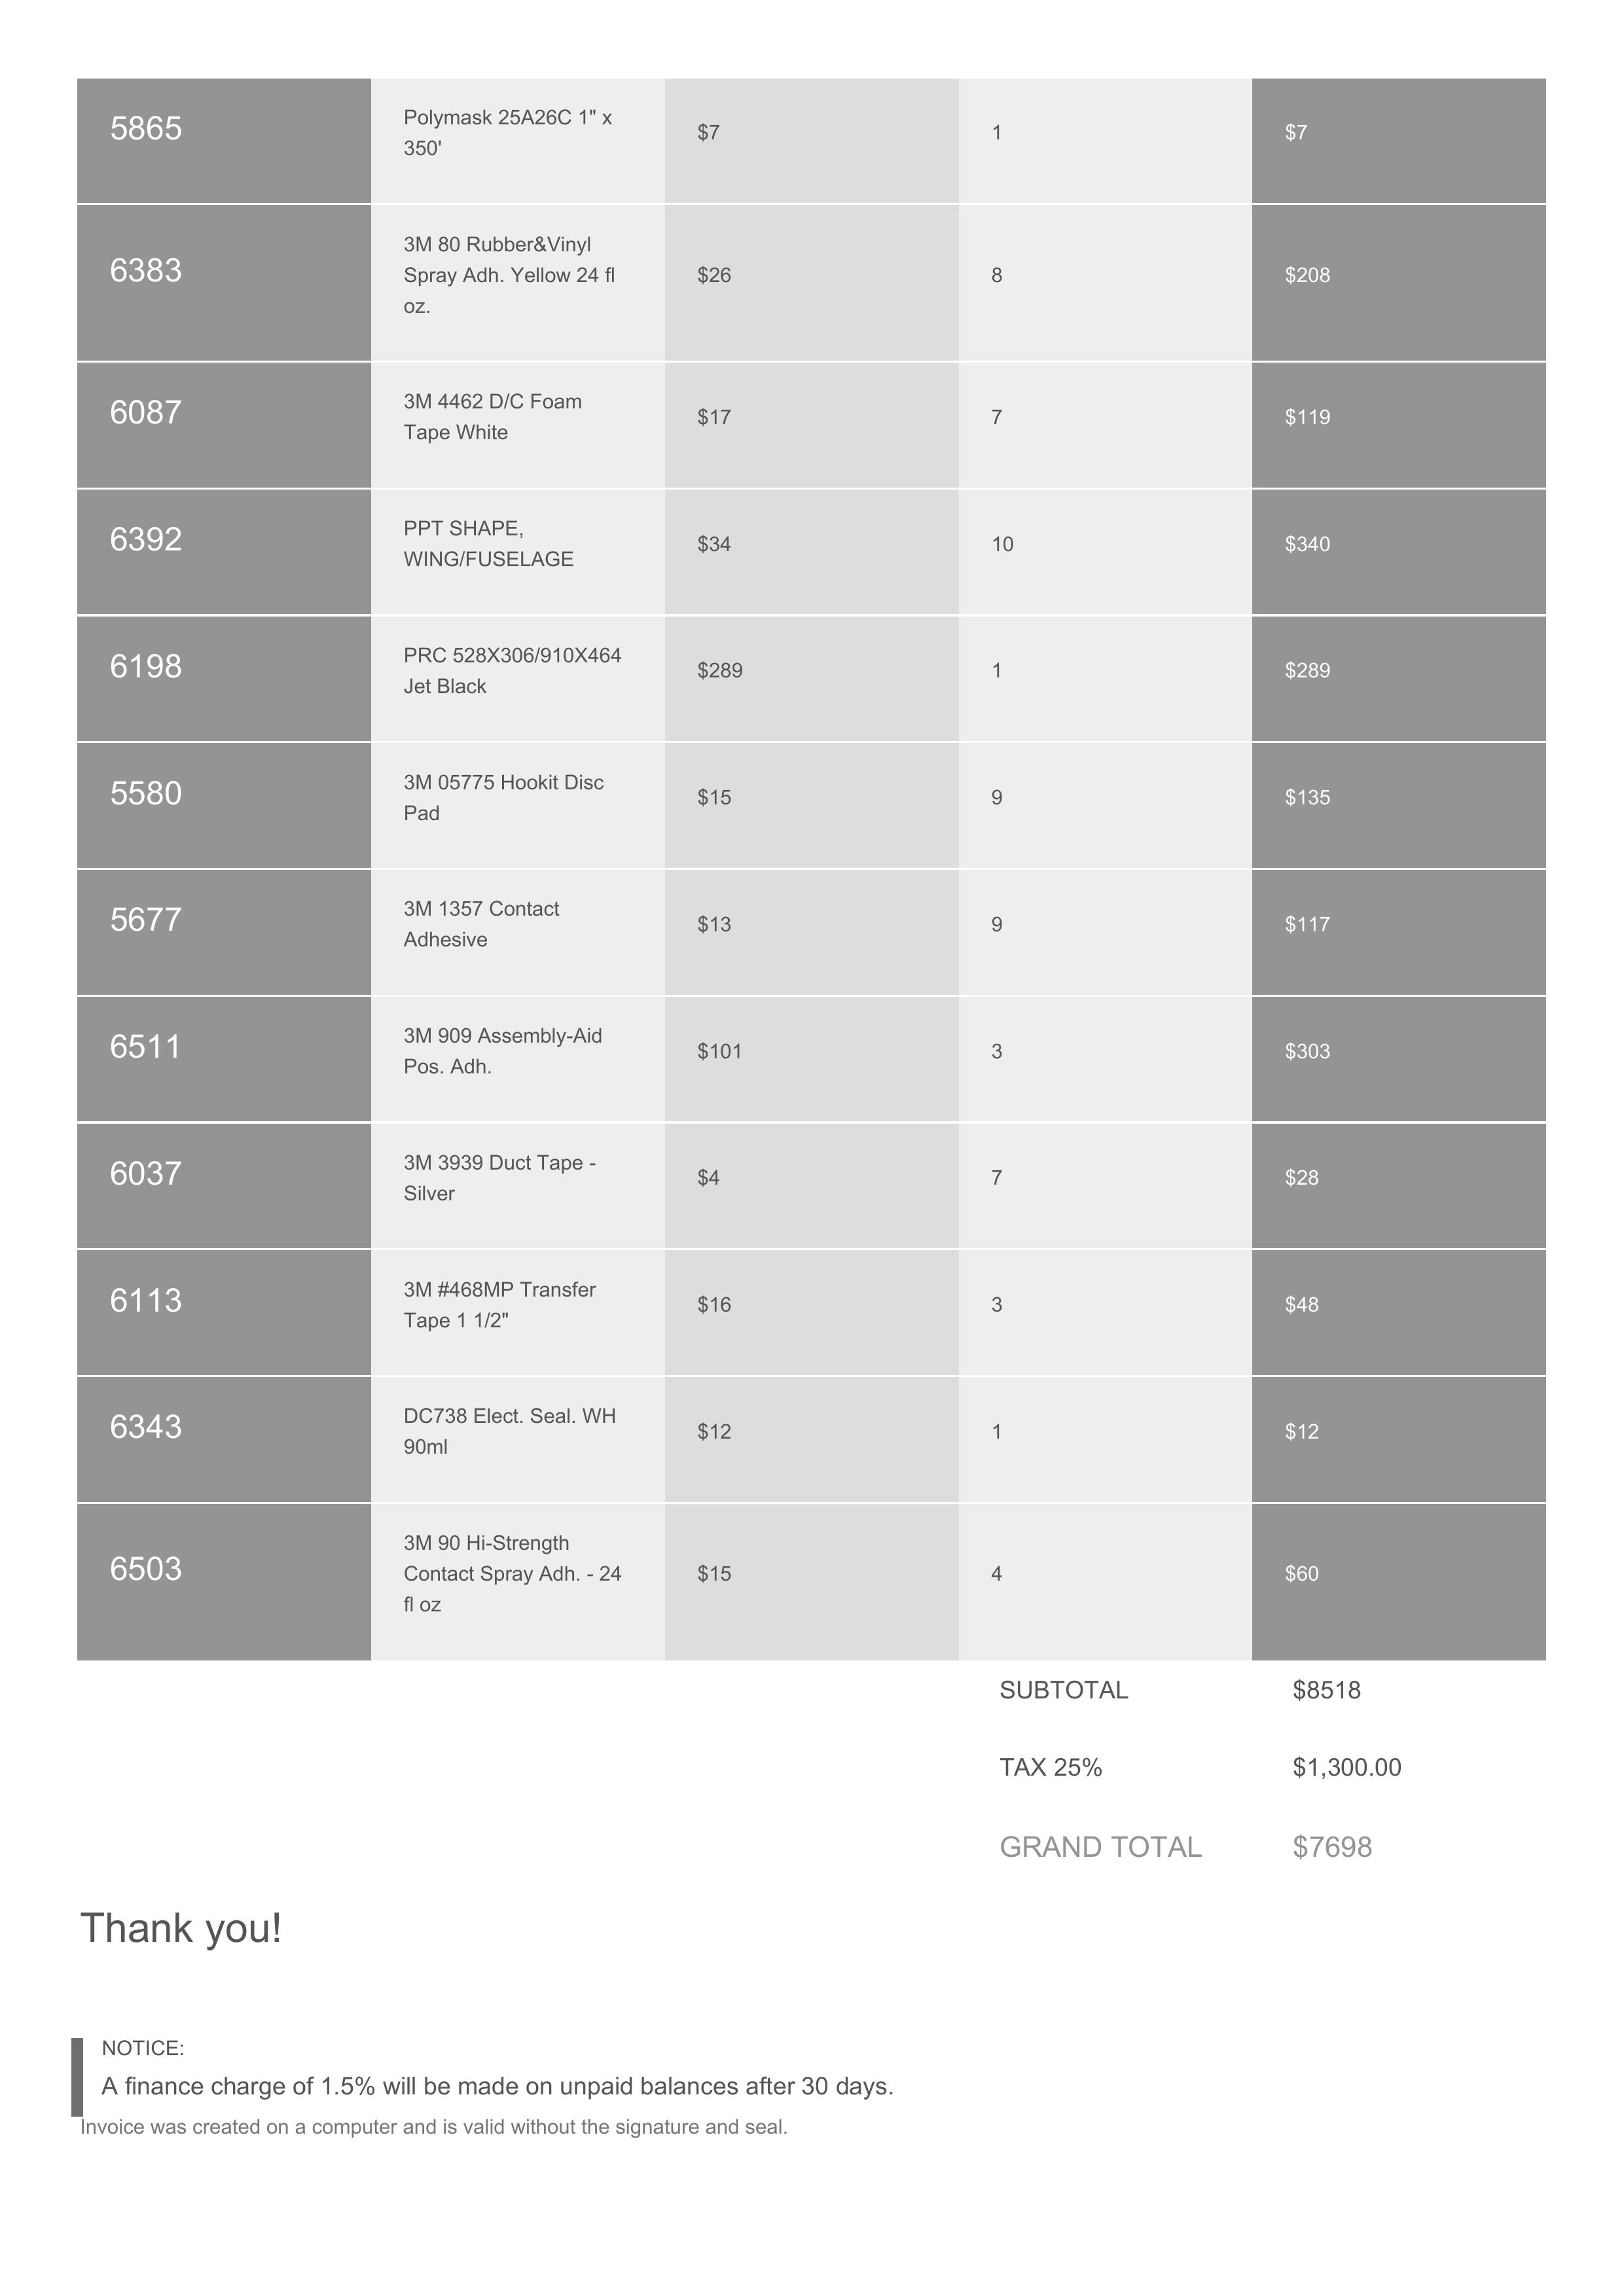 5865 Polymask 25A26C 1" x $7 1 $7
350'
6383 3M 80 Rubber&Vinyl $26 8 $208
Spray Adh. Yellow 24 fl
oz.
6087 3M 4462 D/C Foam $17 7 $119
Tape White
6392 PPT SHAPE, $34 10 $340
WING/FUSELAGE
6198 PRC 528X306/910X464 $289 1 $289
Jet Black
5580 3M 05775 Hookit Disc $15 9 $135
Pad
5677 3M 1357 Contact $13 9 $117
Adhesive
6511 3M 909 Assembly-Aid $101 3 $303
Pos. Adh.
6037 3M 3939 Duct Tape - $4 7 $28
Silver
6113 3M #468MP Transfer $16 3 $48
Tape 1 1/2"
6343 DC738 Elect. Seal. WH $12 1 $12
90ml
6503 3M 90 Hi-Strength $15 4 $60
Contact Spray Adh. - 24
fl oz
SUBTOTAL $8518
TAX 25% $1,300.00
GRAND TOTAL $7698
Thank you!
NOTICE:
A finance charge of 1.5% will be made on unpaid balances after 30 days.
Invoice was created on a computer and is valid without the signature and seal.